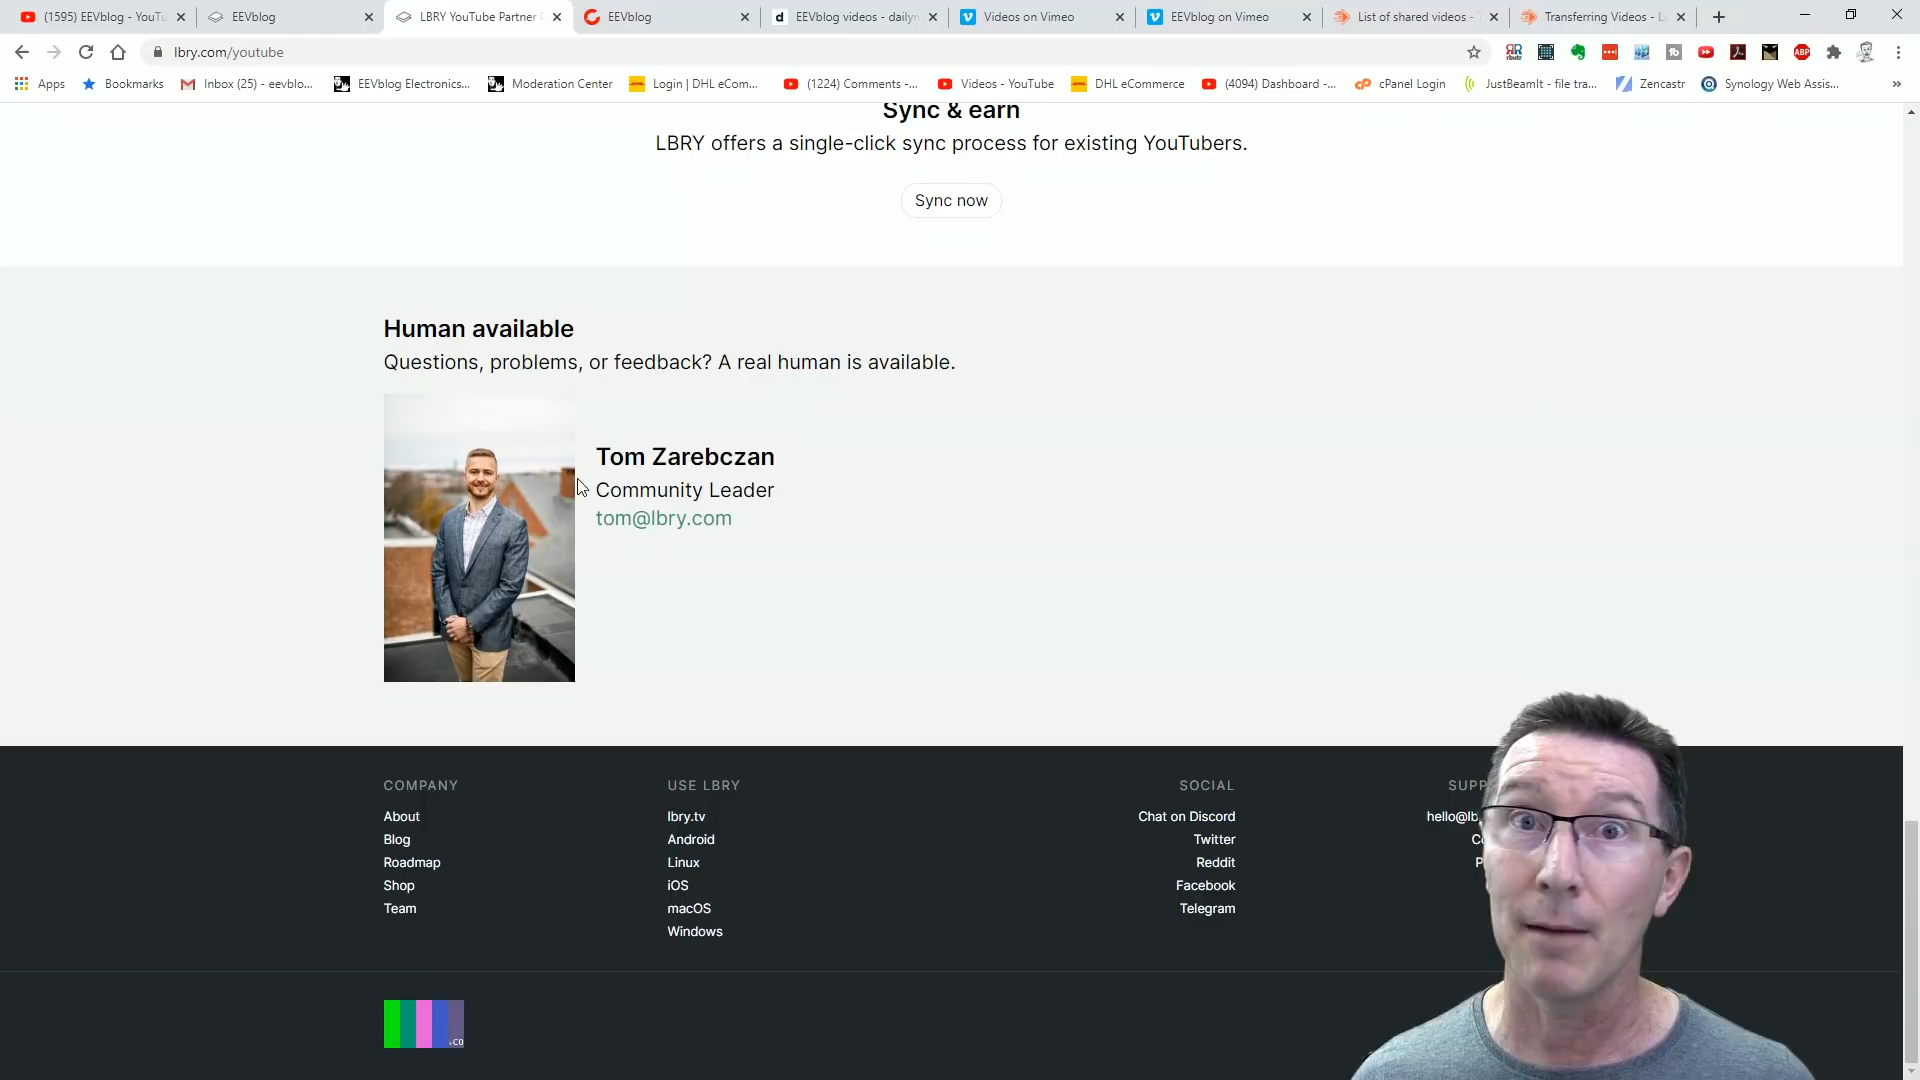 (1595) EEVblog - YouTu
EEVblog
LBRY YouTube Partner
EEVblog
EEVblog videos - dailyn
Videos on Vimeo
EEVblog on Vimeo
List of shared videos -
Transferring Videos - L
lbry.com/youtube
Apps
Bookmarks
Inbox (25) - eevblo...
EEVblog Electronics...
Moderation Center
Login | DHL eCom...
(1224) Comments -...
Videos - YouTube
DHL eCommerce
(4094) Dashboard -...
cPanel Login
JustBeamIt - file tra...
Zencastr
Synology Web Assis...
Sync & earn
LBRY offers a single-click sync process for existing YouTubers.
Sync now
Human available
Questions, problems, or feedback? A real human is available.
Tom Zarebczan
Community Leader
tom@lbry.com
COMPANY
About
Blog
Roadmap
Shop
Team
USE LBRY
lbry.tv
Android
Linux
iOS
macOS
Windows
SOCIAL
Chat on Discord
Twitter
Reddit
Facebook
Telegram
SUPP
hello@lb
.CO